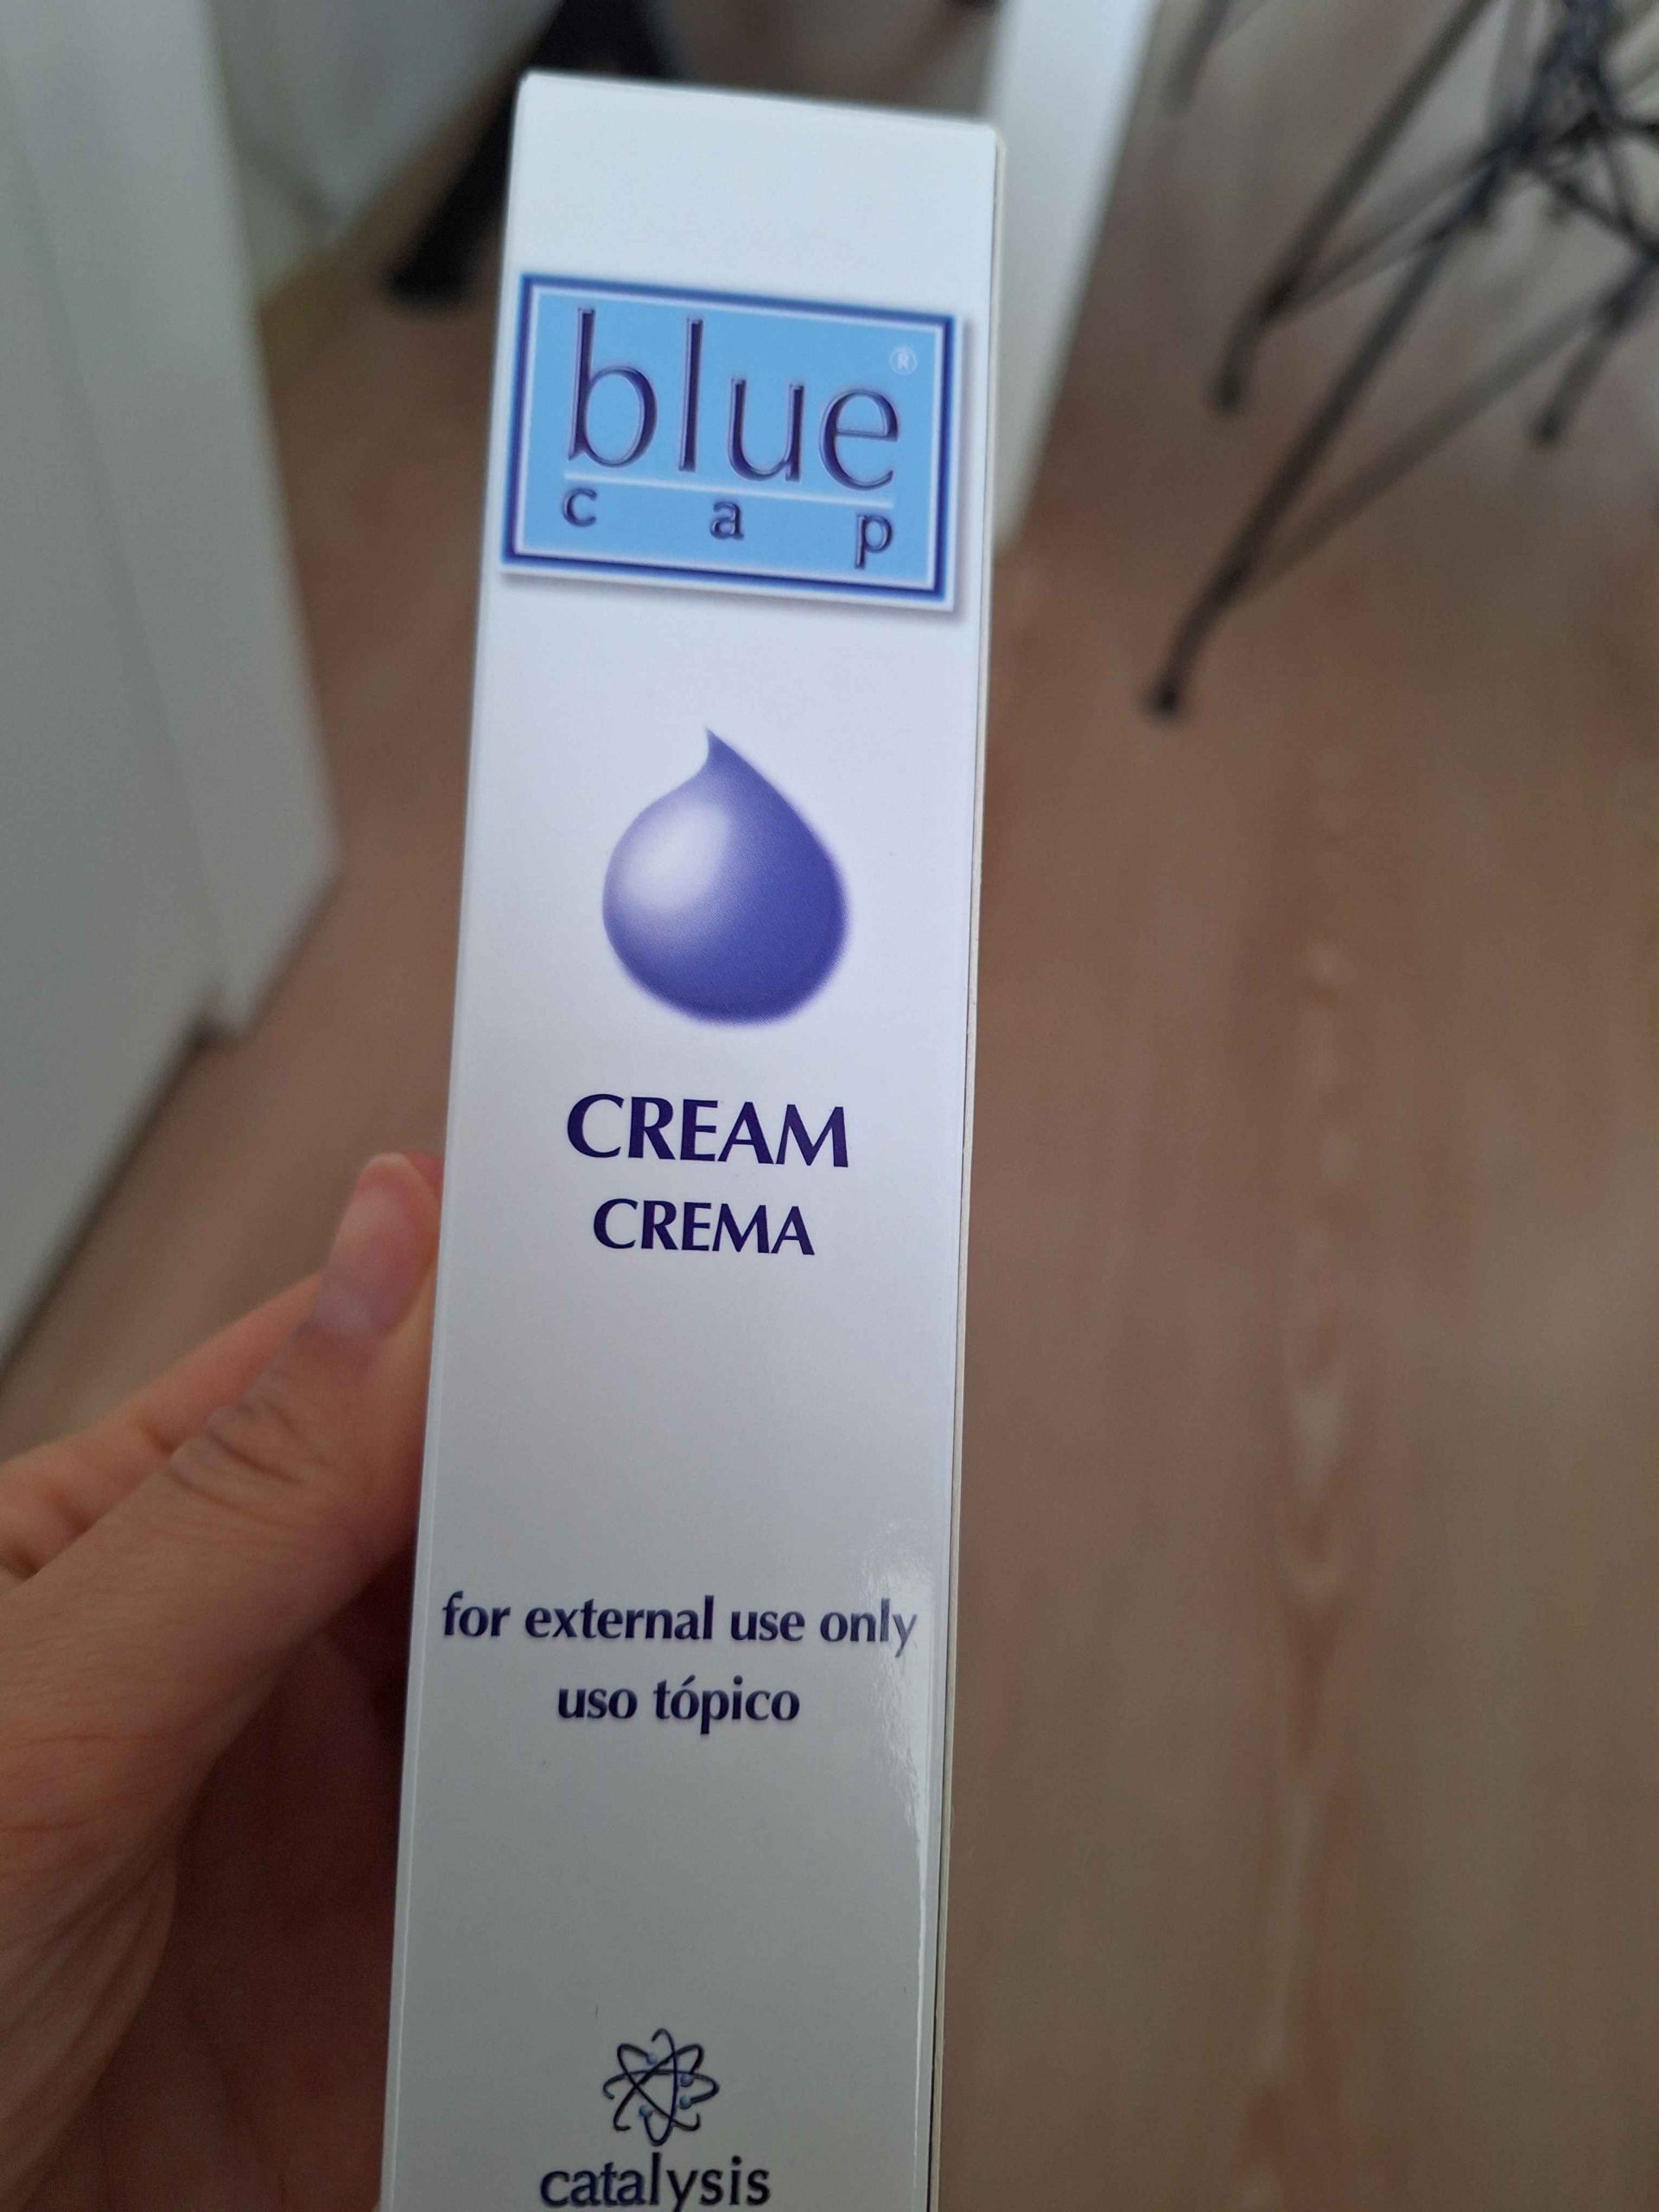 blue®
cap
CREAM
CREMA
for external use only
uso tópico
catalysis